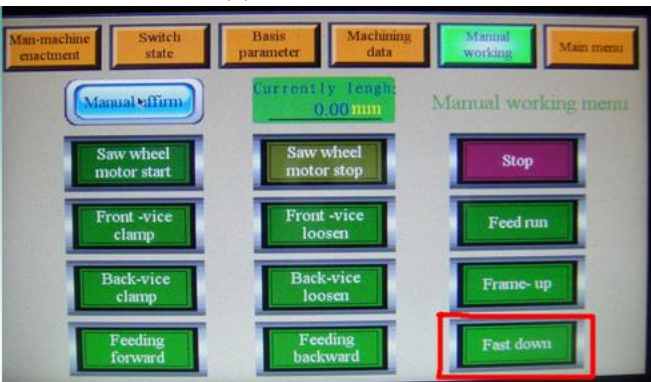 Man-machine
enactment
Switch
state
Basis
parameter
Machining
data
Manual
working
Main menu
Manual affirm
Currently lengh:
0.00 mm
Manual working menu
Saw wheel
motor start
Saw wheel
motor stop
Stop
Front -vice
clamp
Front -vice
loosen
Feed run
Back-vice
clamp
Back-vice
loosen
Frame- up
Feeding
forward
Feeding
backward
Fast down